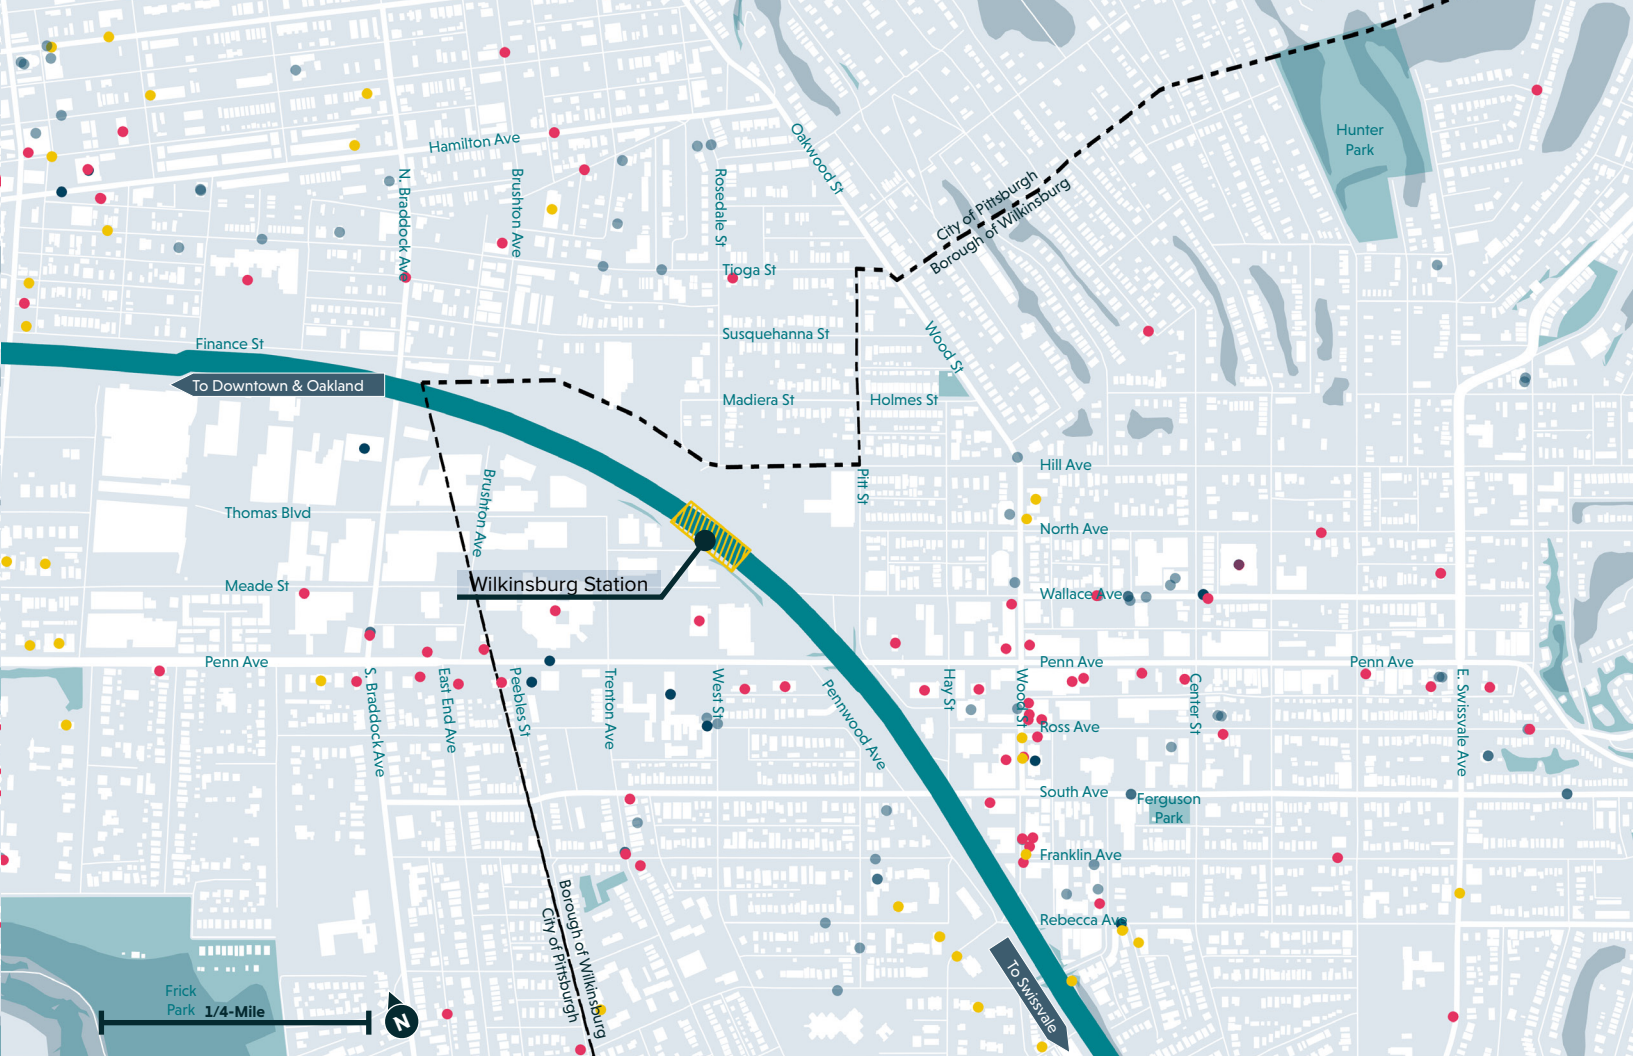 Hunter
Park
Oakwood St
Hamilton Ave
N. Braddock Ave
Brushton Ave
Rosedale St
City of Pittsburgh
Borough of Wilkinsburg
Tioga St
Susquehanna St
Wood St
Finance St
To Downtown & Oakland
Madiera St
Holmes St
Hill Ave
Pitt St
Brushton Ave
Thomas Blvd
North Ave
Meade St
Wilkinsburg Station
Wallace Ave
Penn Ave
Penn Ave
Penn Ave
S. Braddock Ave
East End Ave
Peebles St
Trenton Ave
West St
Pennwood Ave
Hay St
Wood St
Center St
E. Swissvale Ave
Ross Ave
South Ave
Ferguson
Park
Franklin Ave
Rebecca Ave
Borough of Wilkinsburg
City of Pittsburgh
To Swissvale
Frick
Park
1/4-Mile
N